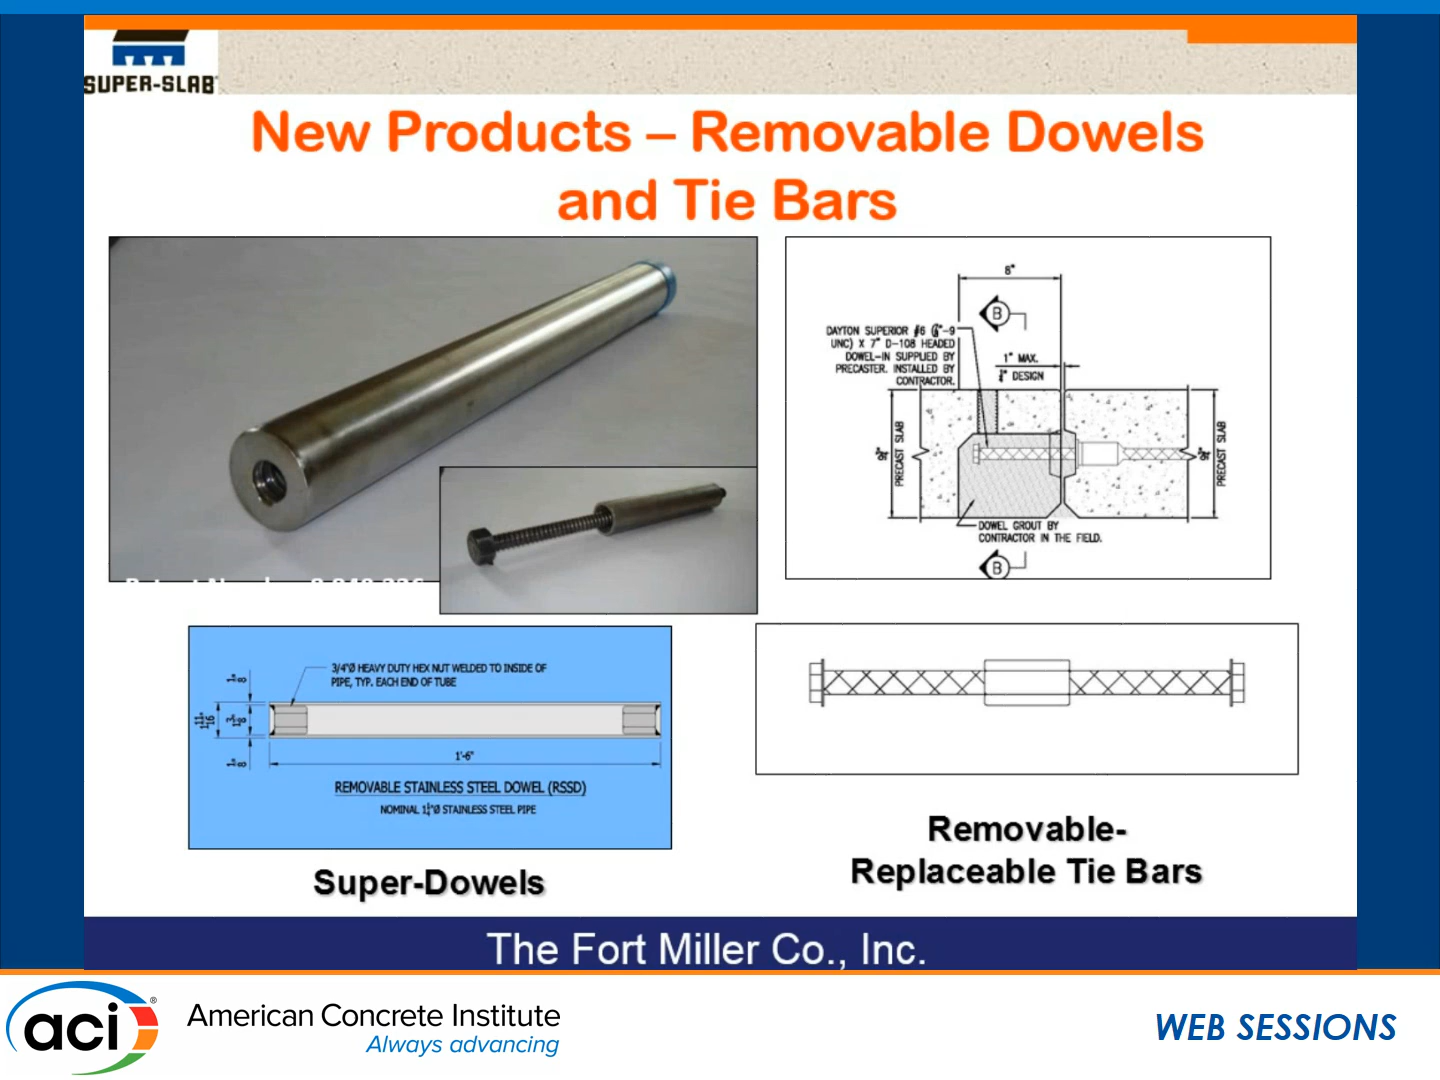 SUPER-SLAB
New Products – Removable Dowels
and Tie Bars
8"
B
DAYTON SUPERIOR #6
UNC) X 7" D-108 HEADED
DOWEL-IN SUPPLIED BY
PRECASTER. INSTALLED BY
CONTRACTOR.
1" MAX.
DESIGN
PRECAST SLAB
PRECAST SLAB
DOWEL GROUT BY
CONTRACTOR IN THE FIELD.
B
3/4"Ø HEAVY DUTY HEX NUT WELDED TO INSIDE OF
PIPE, TYP. EACH END OF TUBE
1'-6"
REMOVABLE STAINLESS STEEL DOWEL (RSSD)
NOMINAL STAINLESS STEEL PIPE
Super-Dowels
Removable-
Replaceable Tie Bars
The Fort Miller Co., Inc.
aci®
American Concrete Institute
Always advancing
WEB SESSIONS